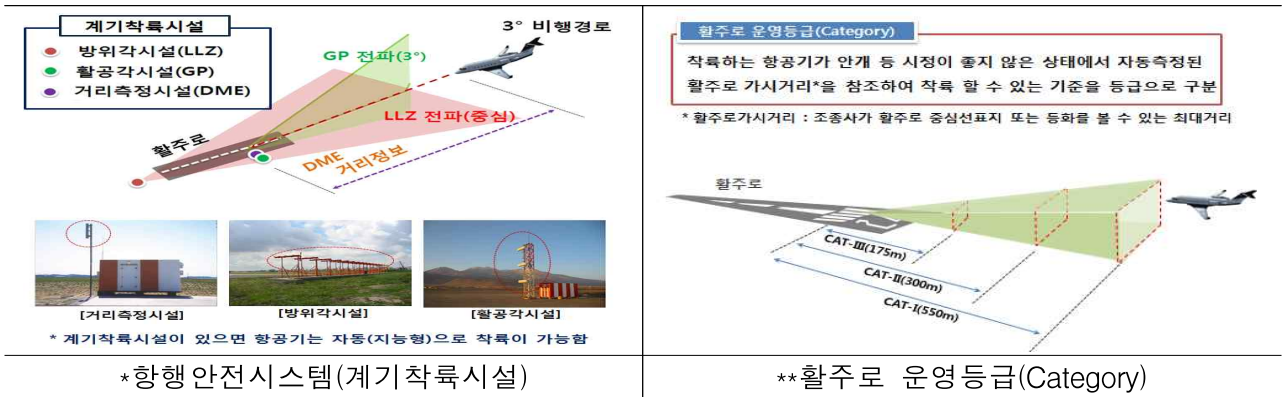 계기착륙시설
방위각시설(LLZ)
활공각시설(GP)
거리측정시설(DME)
3° 비행경로
GP 전파(3°)
LLZ 전파(중심)
활주로
DME
거리정보
[거리측정시설]
[방위각시설]
[활공각시설]
* 계기착륙시설이 있으면 항공기는 자동(지능형)으로 착륙이 가능함
*항행안전시스템(계기착륙시설)
활주로 운영등급(Category)
착륙하는 항공기가 안개 등 시정이 좋지 않은 상태에서 자동측정된
활주로 가시거리*을 참조하여 착륙 할 수 있는 기준을 등급으로 구분
* 활주로가시거리 : 조종사가 활주로 중심선표지 또는 등화를 볼 수 있는 최대거리
활주로
CAT-III(175m)
CAT-II(300m)
CAT-I(550m)
**활주로 운영등급(Category)